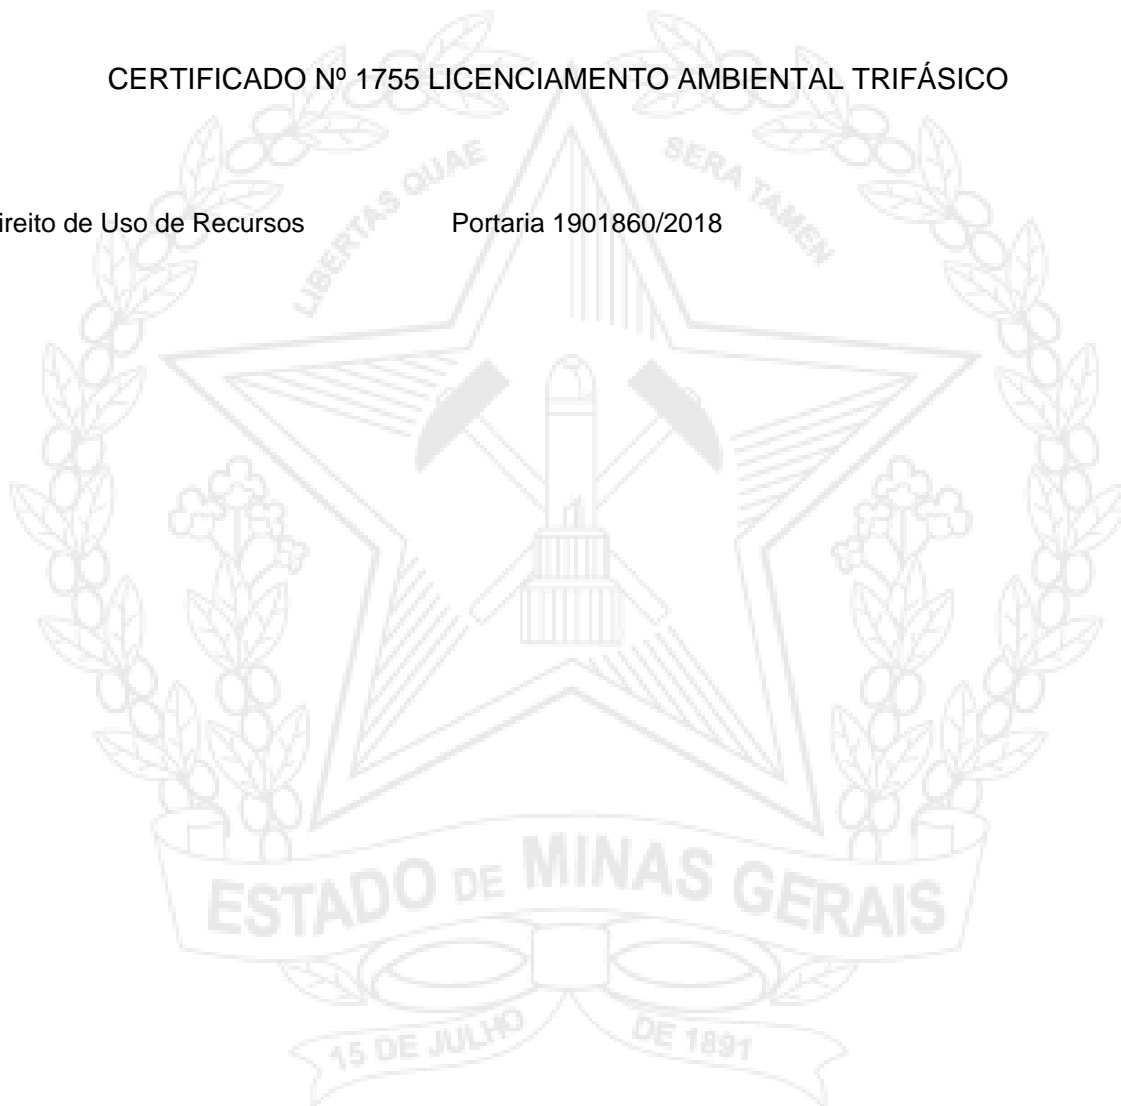 CERTIFICADO Nº 1755 LICENCIAMENTO AMBIENTAL TRIFÁSICO
LIBERTAS QUAE SERA TAMEN
ireito de Uso de Recursos Portaria 1901860/2018
ESTADO DE MINAS GERAIS
15 DE JULHO DE 1891